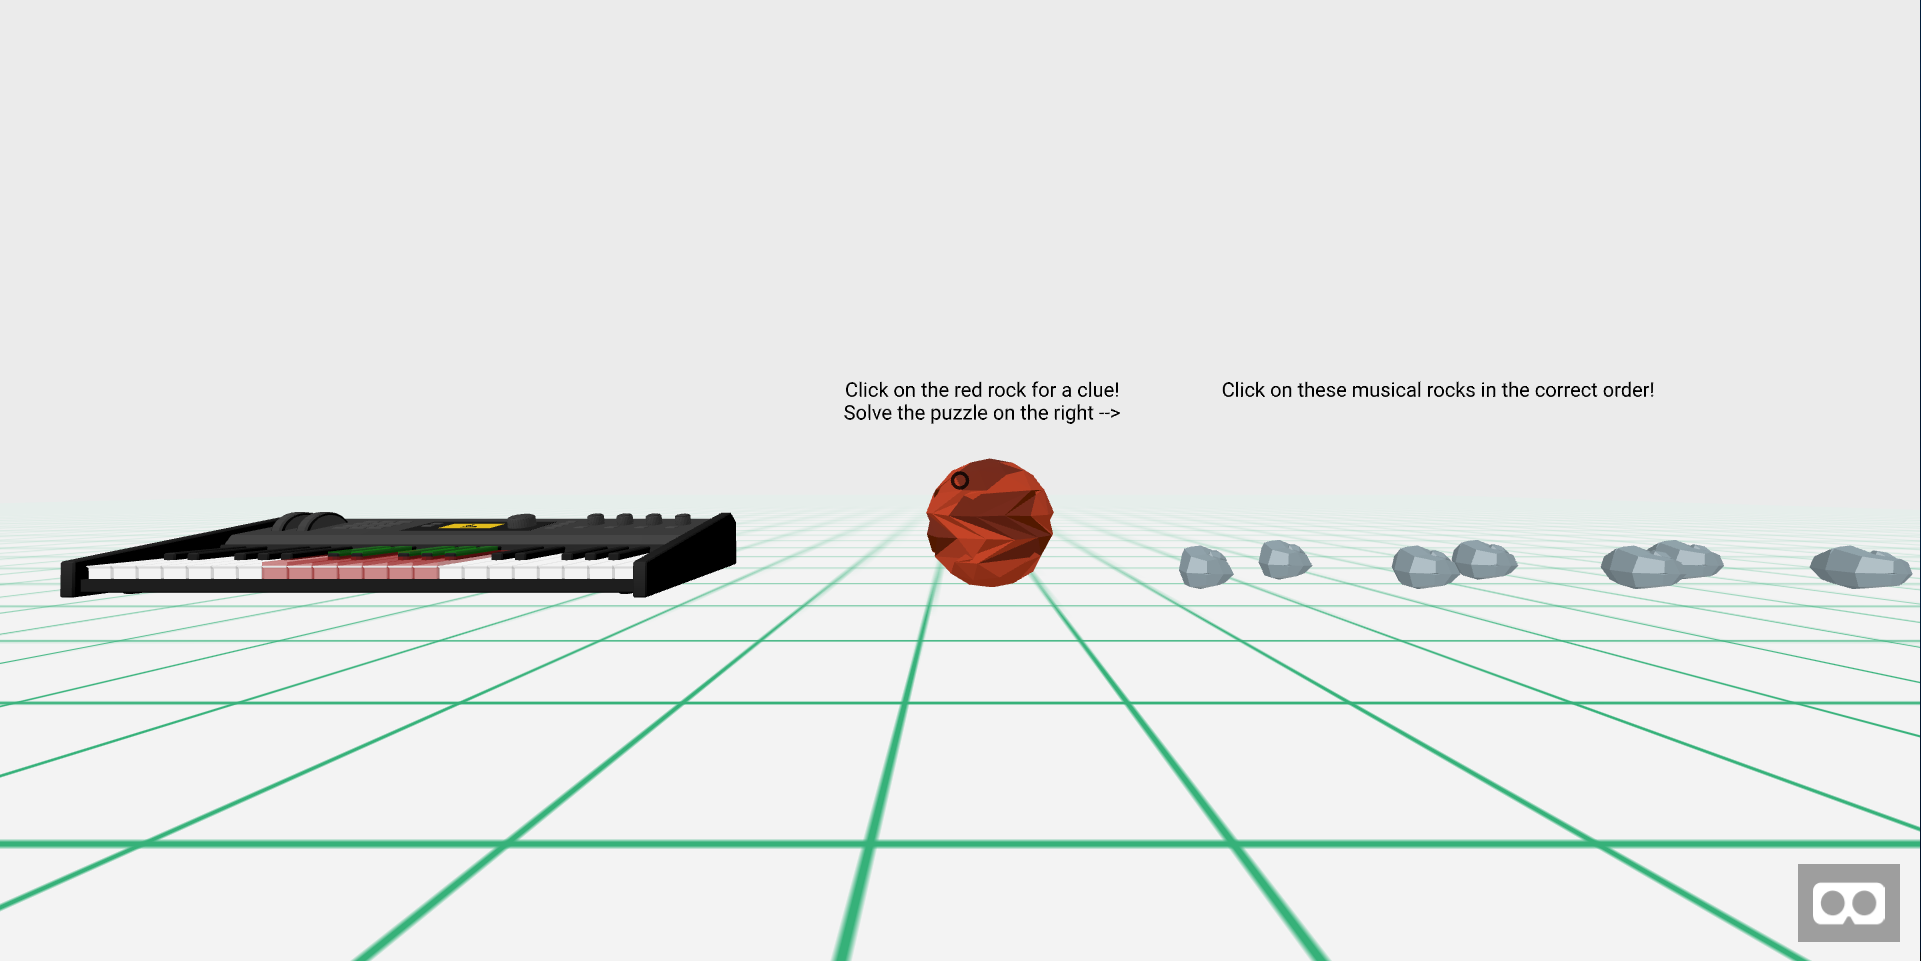 Click on the red rock for a clue!
Solve the puzzle on the right -->
Click on these musical rocks in the correct order!